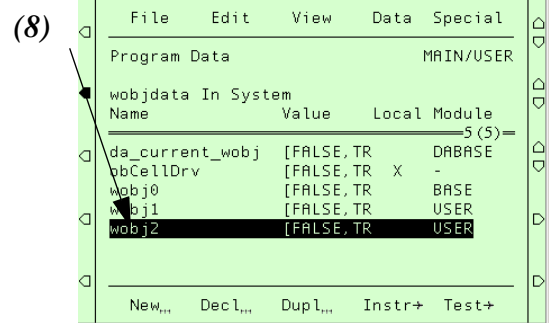 (8)
File Edit View Data Special
Program Data MAIN/USER
wobjdata In System
Name Value Local Module
5(5)
da_current_wobj [FALSE,TR DABASE
obCellDrv [FALSE,TR X -
wobj0 [FALSE,TR BASE
wobj1 [FALSE,TR USER
wobj2 [FALSE,TR USER
New... Decl... Dupl... Instr→ Test→